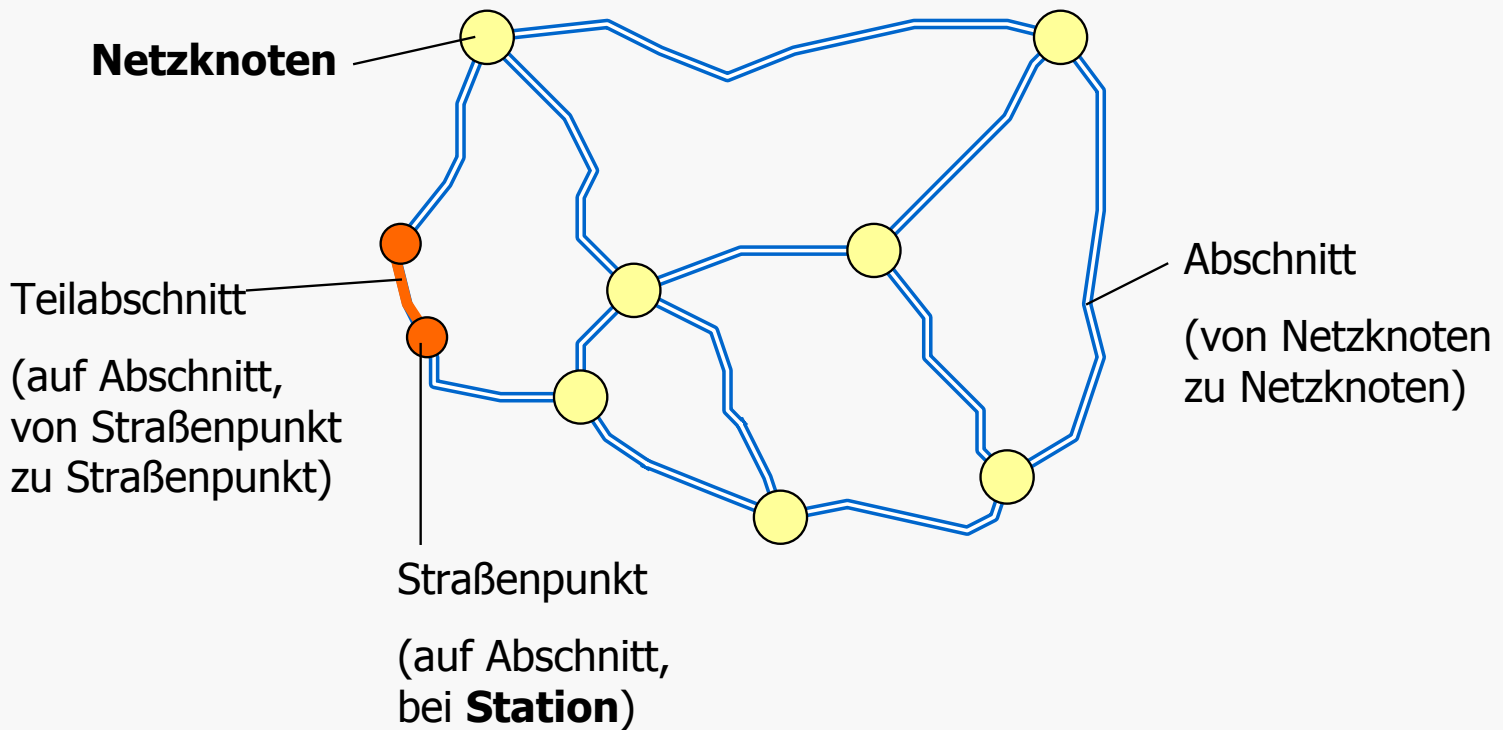 Netzknoten
Teilabschnitt
(auf Abschnitt,
von Straßenpunkt
zu Straßenpunkt)
Straßenpunkt
(auf Abschnitt,
bei Station)
Abschnitt
(von Netzknoten
zu Netzknoten)